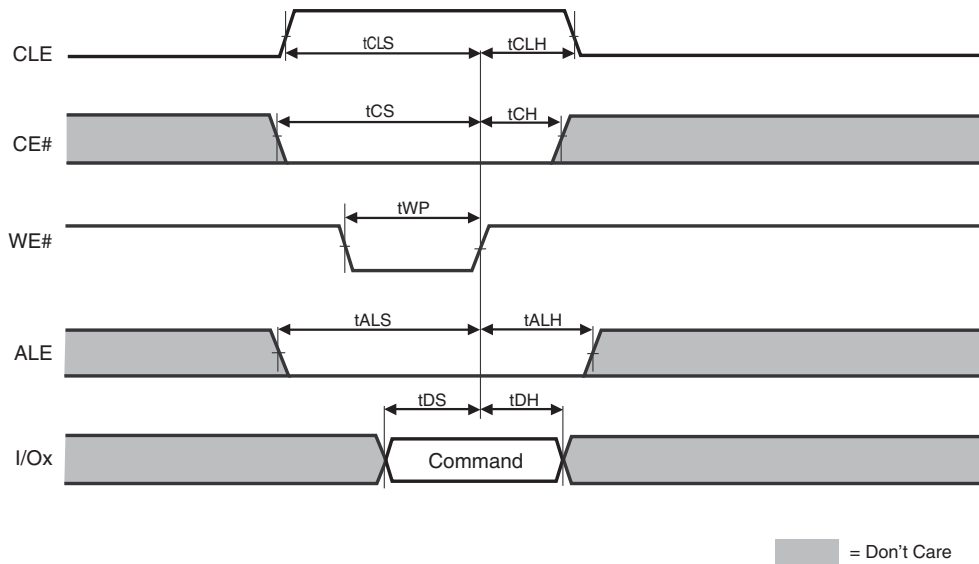 CLE
tCLS
tCLH
CE#
tCS
tCH
WE#
tWP
ALE
tALS
tALH
I/Ox
tDS
tDH
Command
= Don't Care